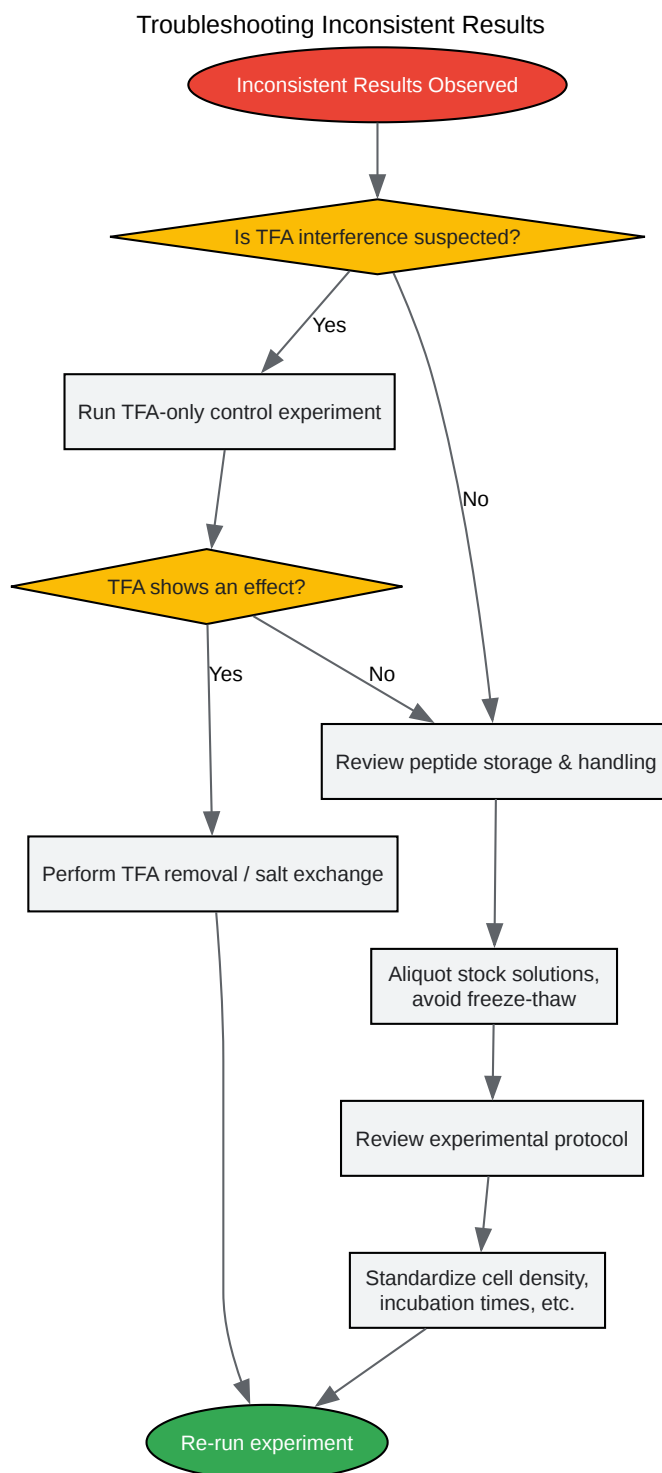 Troubleshooting Inconsistent Results
Inconsistent Results Observed
Is TFA interference suspected?
Yes
Run TFA-only control experiment
No
TFA shows an effect?
Yes
No
Review peptide storage & handling
Perform TFA removal / salt exchange
Aliquot stock solutions,
avoid freeze-thaw
Review experimental protocol
Standardize cell density,
incubation times, etc.
Re-run experiment